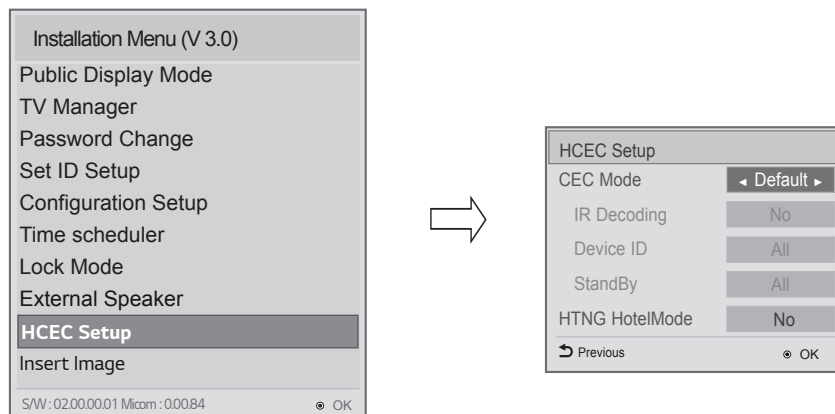 Installation Menu (V 3.0)
Public Display Mode
TV Manager
Password Change
Set ID Setup
Configuration Setup
Time scheduler
Lock Mode
External Speaker
HCEC Setup
Insert Image
S/W : 02.00.00.01 Micom : 0.00.84 ◉ OK
HCEC Setup
CEC Mode ◄ Default ►
IR Decoding No
Device ID All
StandBy All
HTNG HotelMode No
Previous ◉ OK